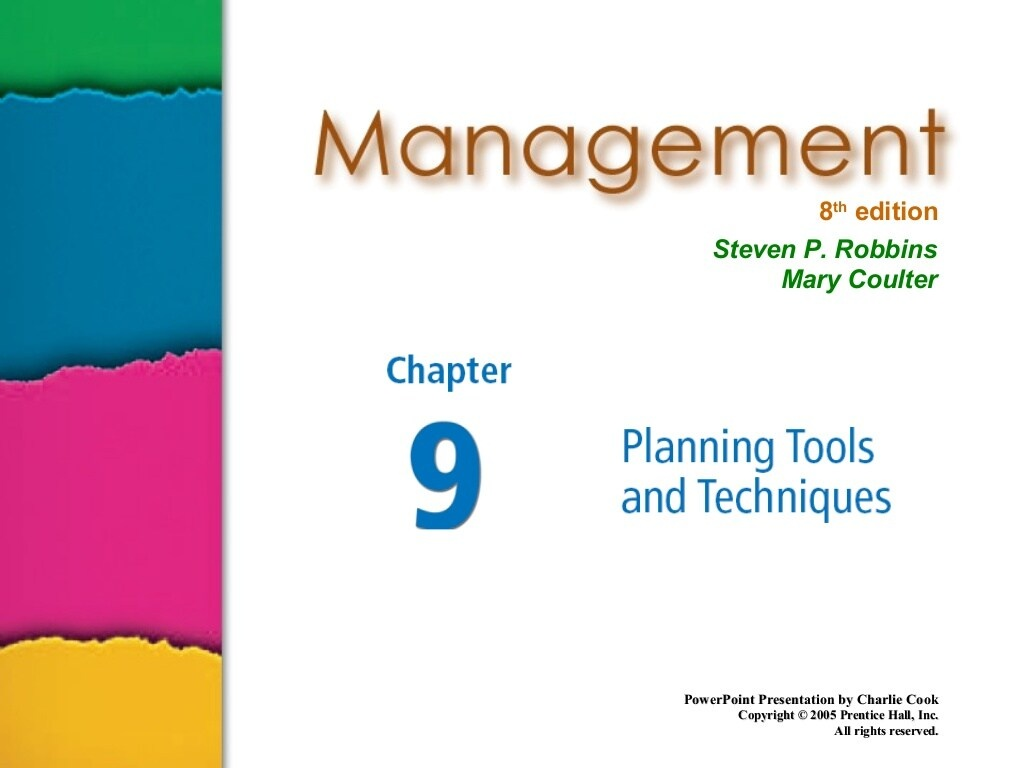 Management
8th edition
Steven P. Robbins
Mary Coulter
Chapter
9
Planning Tools
and Techniques
PowerPoint Presentation by Charlie Cook
Copyright © 2005 Prentice Hall, Inc.
All rights reserved.